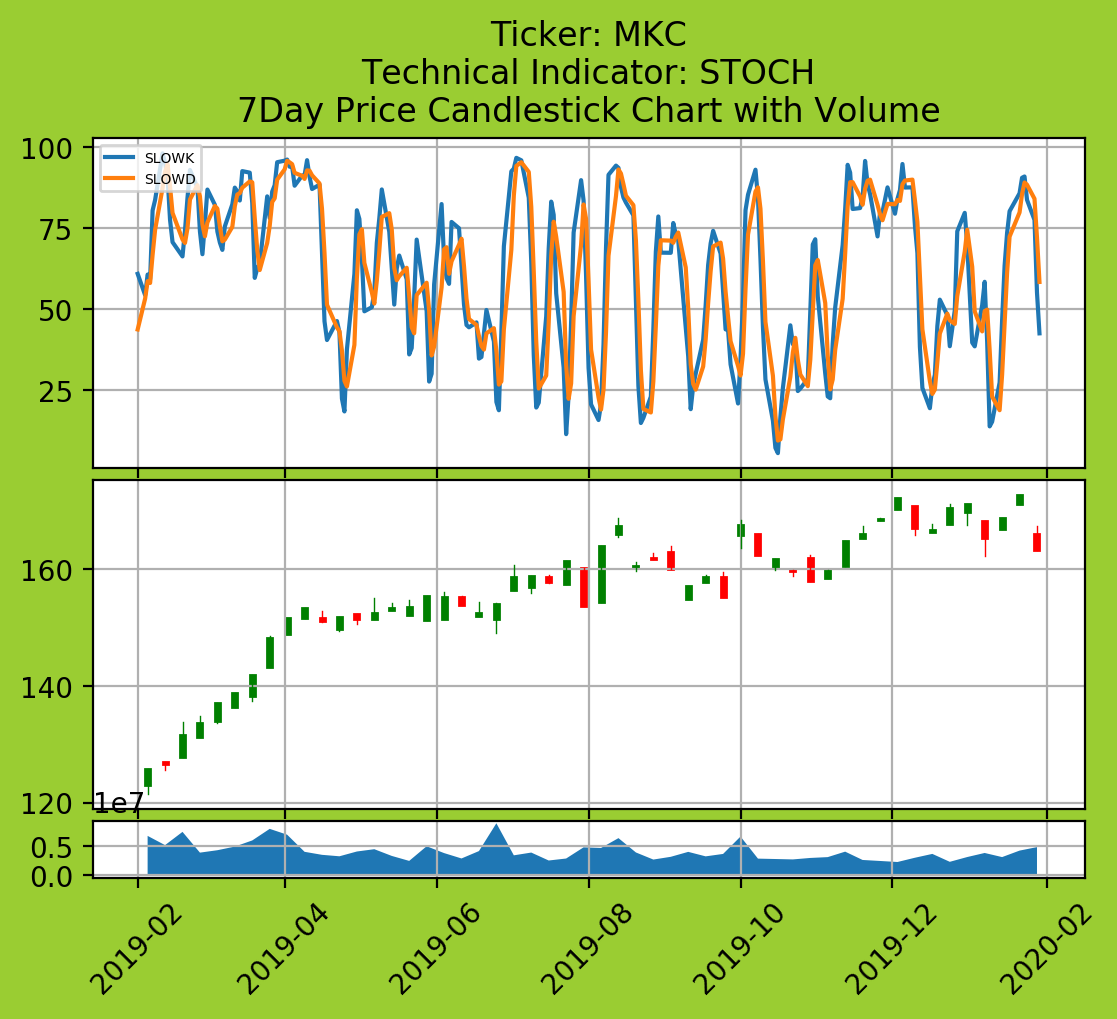 Ticker: MKC
Technical Indicator: STOCH
7Day Price Candlestick Chart with Volume
100
75
50
25
SLOWK
SLOWD
160
140
120
1e7
0.5
0.0
2019-02
2019-04
2019-06
2019-08
2019-10
2019-12
2020-02